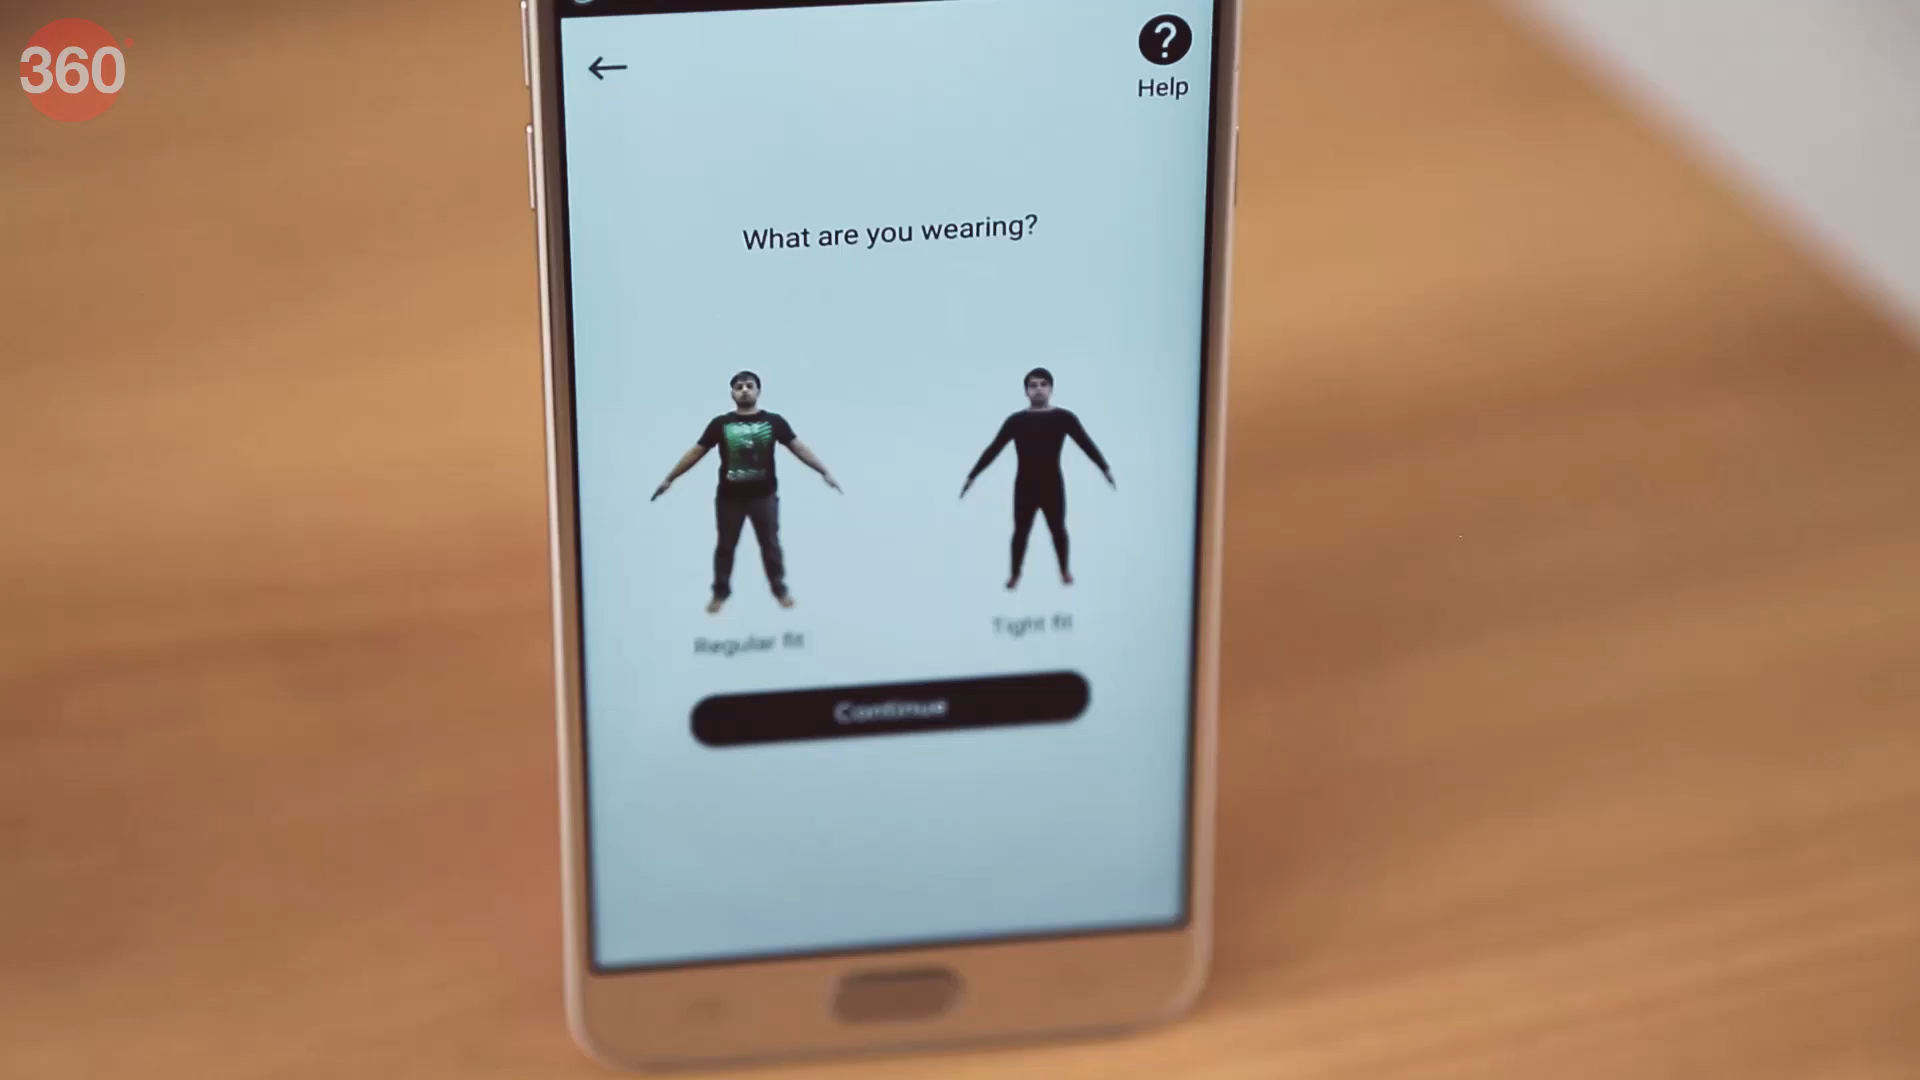 360
?
Help
What are you wearing?
Regular fit
Tight fit
Continue